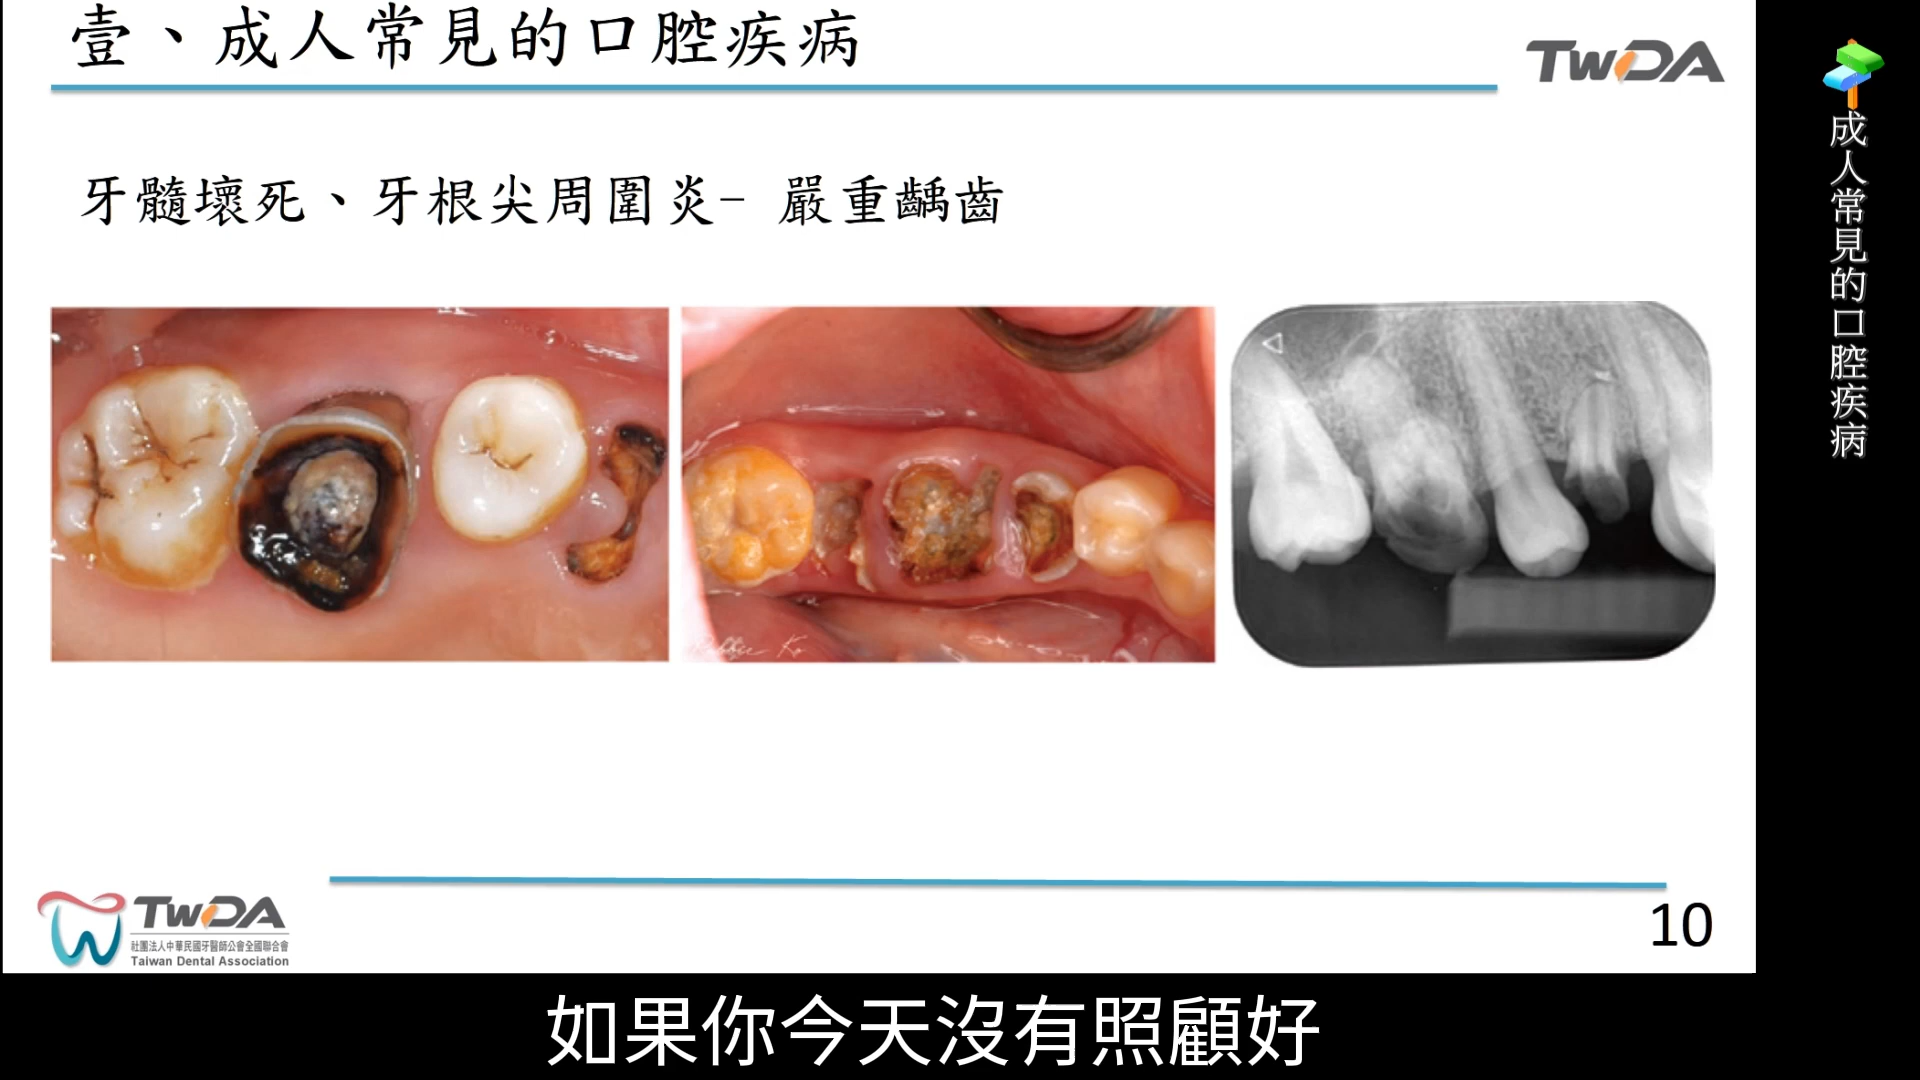 壹、成人常見的口腔疾病
TwDA
牙髓壞死、牙根尖周圍炎- 嚴重齲齒
Ko
TwDA
社團法人中華民國牙醫師公會全國聯合會
Taiwan Dental Association
10
成人常見的口腔疾病
如果你今天沒有照顧好